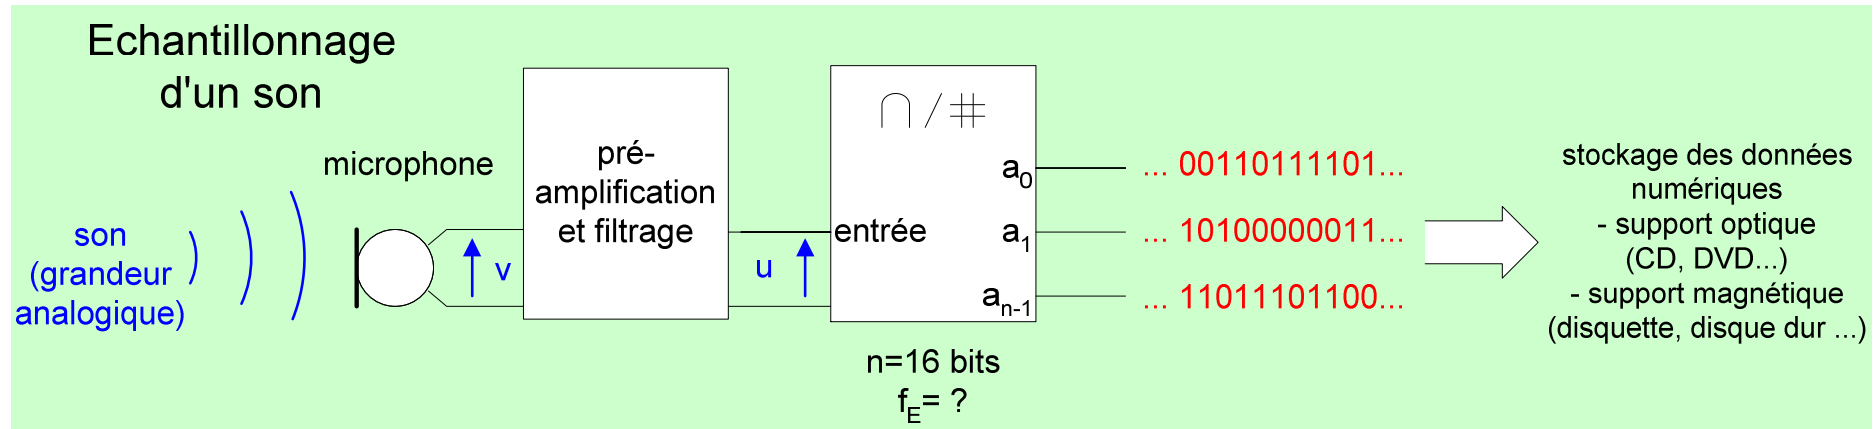 Echantillonnage
d'un son
son
(grandeur
analogique)
microphone
v
pré-
amplification
et filtrage
u
∩/#
entrée
a0
a1
an-1
n=16 bits
fE= ?
... 00110111101...
... 10100000011...
... 11011101100...
stockage des données
numériques
- support optique
(CD, DVD...)
- support magnétique
(disquette, disque dur ...)